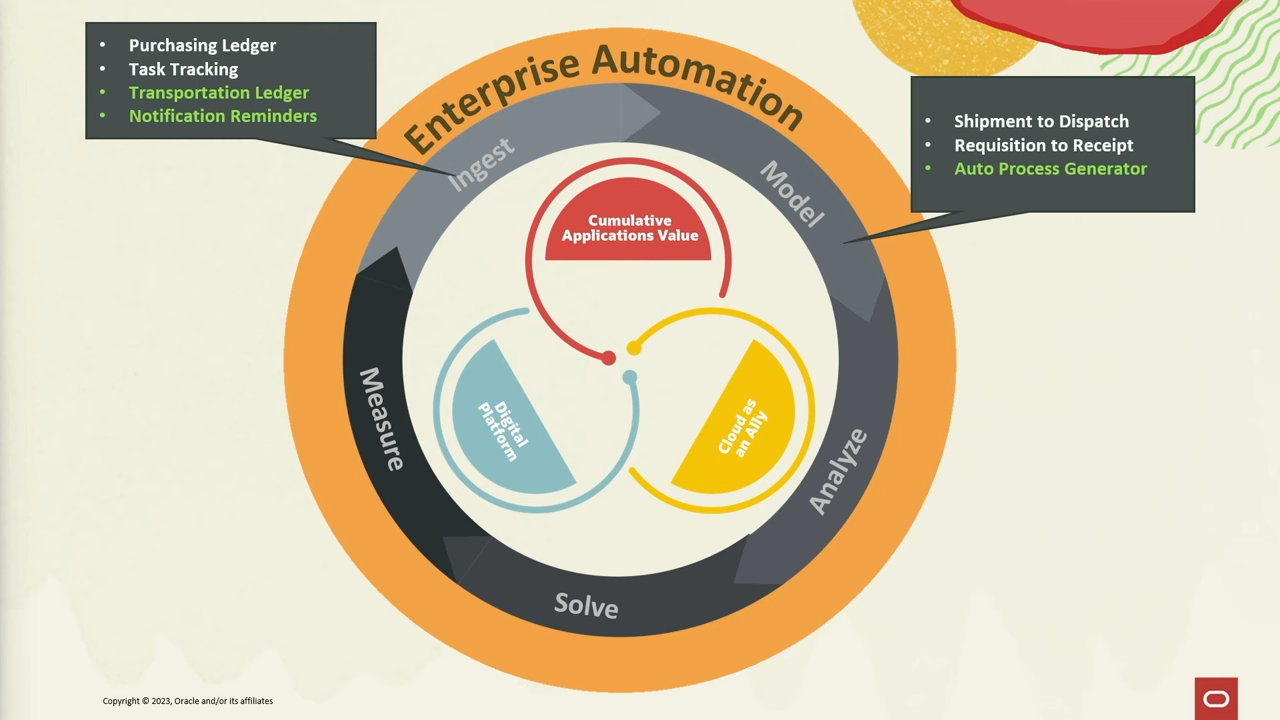 Enterprise Automation
• Purchasing Ledger
• Task Tracking
• Transportation Ledger
• Notification Reminders
• Shipment to Dispatch
• Requisition to Receipt
• Auto Process Generator
Ingest
Model
Analyze
Solve
Measure
Cumulative
Applications Value
Cloud as
an Ally
Digital
Platform
Copyright © 2023, Oracle and/or its affiliates